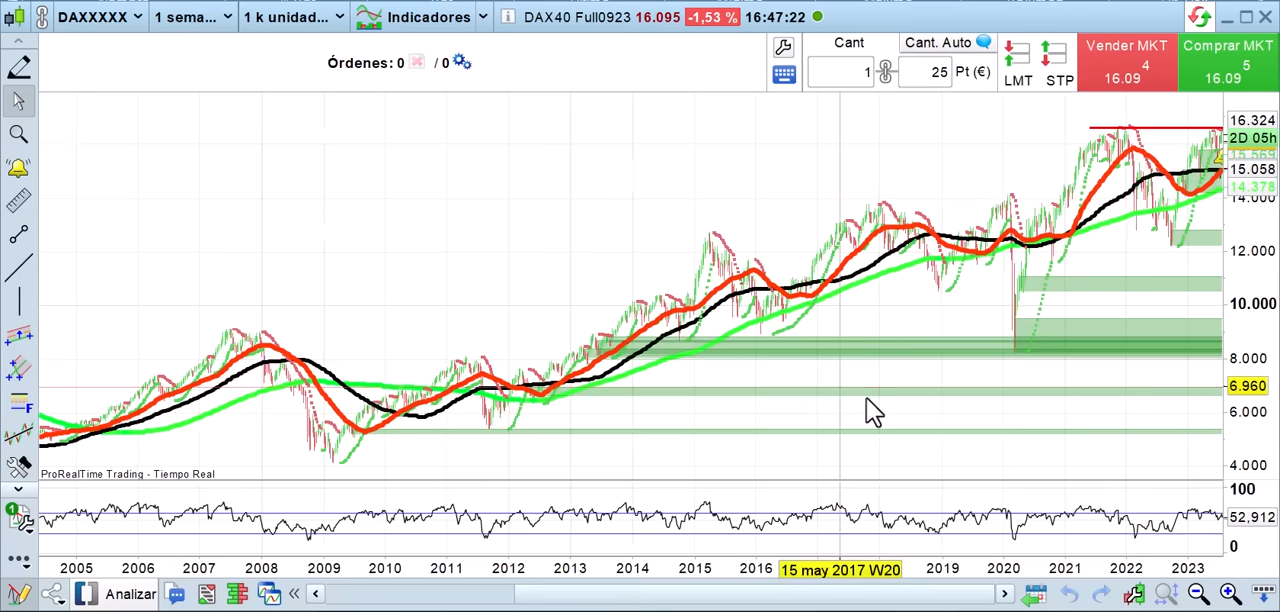 DAXXXXX
1 sema...
1 k unidad...
Indicadores
DAX40 Full0923 16.095 -1,53 % 16:47:22
Órdenes: 0 / 0
Cant
Cant. Auto
1
25 Pt (€)
LMT
STP
Vender MKT
4
16.09
Comprar MKT
5
16.09
16.324
2D 05h
15.569
15.058
14.378
14.000
12.000
10.000
8.000
6.960
6.000
4.000
ProRealTime Trading - Tiempo Real
100
52,912
0
2005 2006 2007 2008 2009 2010 2011 2012 2013 2014 2015 2016 15 may 2017 W20 2019 2020 2021 2022 2023
F
1
Analizar